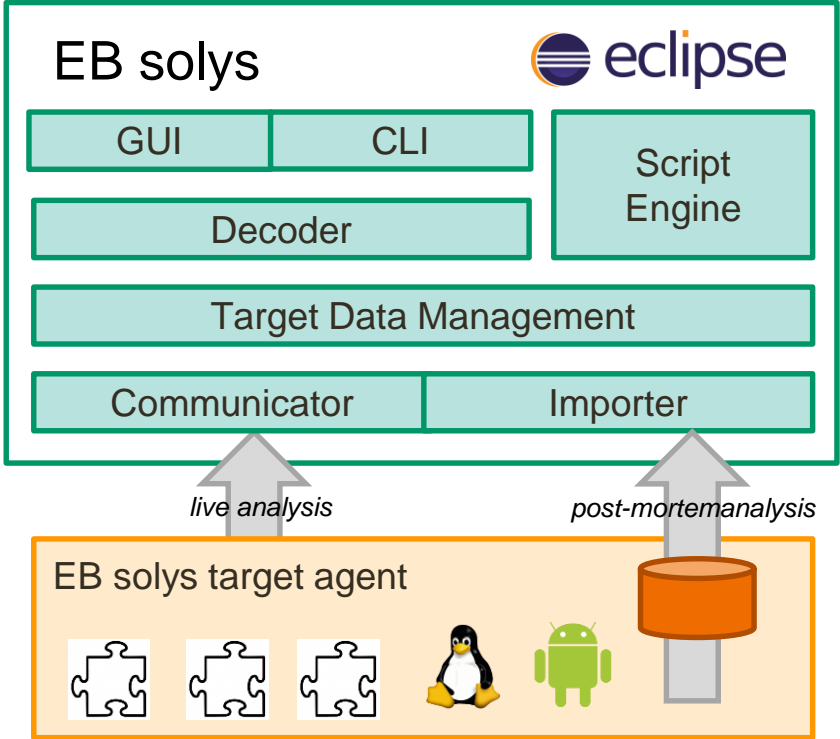 EB solys
eclipse
GUI
CLI
Script
Engine
Decoder
Target Data Management
Communicator
Importer
live analysis
post-mortemanalysis
EB solys target agent